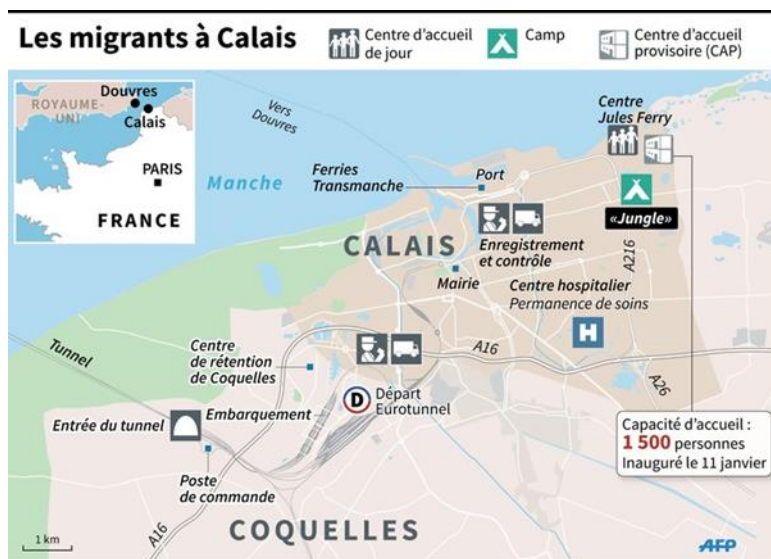 Les migrants à Calais
Centre d'accueil
de jour
Camp
Centre d'accueil
provisoire (CAP)
Douvres
ROYAUME-
UNI
Calais
PARIS
FRANCE
Vers
Douvres
Manche
Ferries
Transmanche
Port
Centre
Jules Ferry
«Jungle»
CALAIS
Enregistrement
et contrôle
A216
Mairie
Centre hospitalier
Permanence de soins
H
Tunnel
Centre
de rétention
de Coquelles
A16
A26
D
Départ
Eurotunnel
Embarquement
Entrée du tunnel
Poste
de commande
Capacité d'accueil :
1 500 personnes
Inauguré le 11 janvier
1 km
A16
COQUELLES
AFP